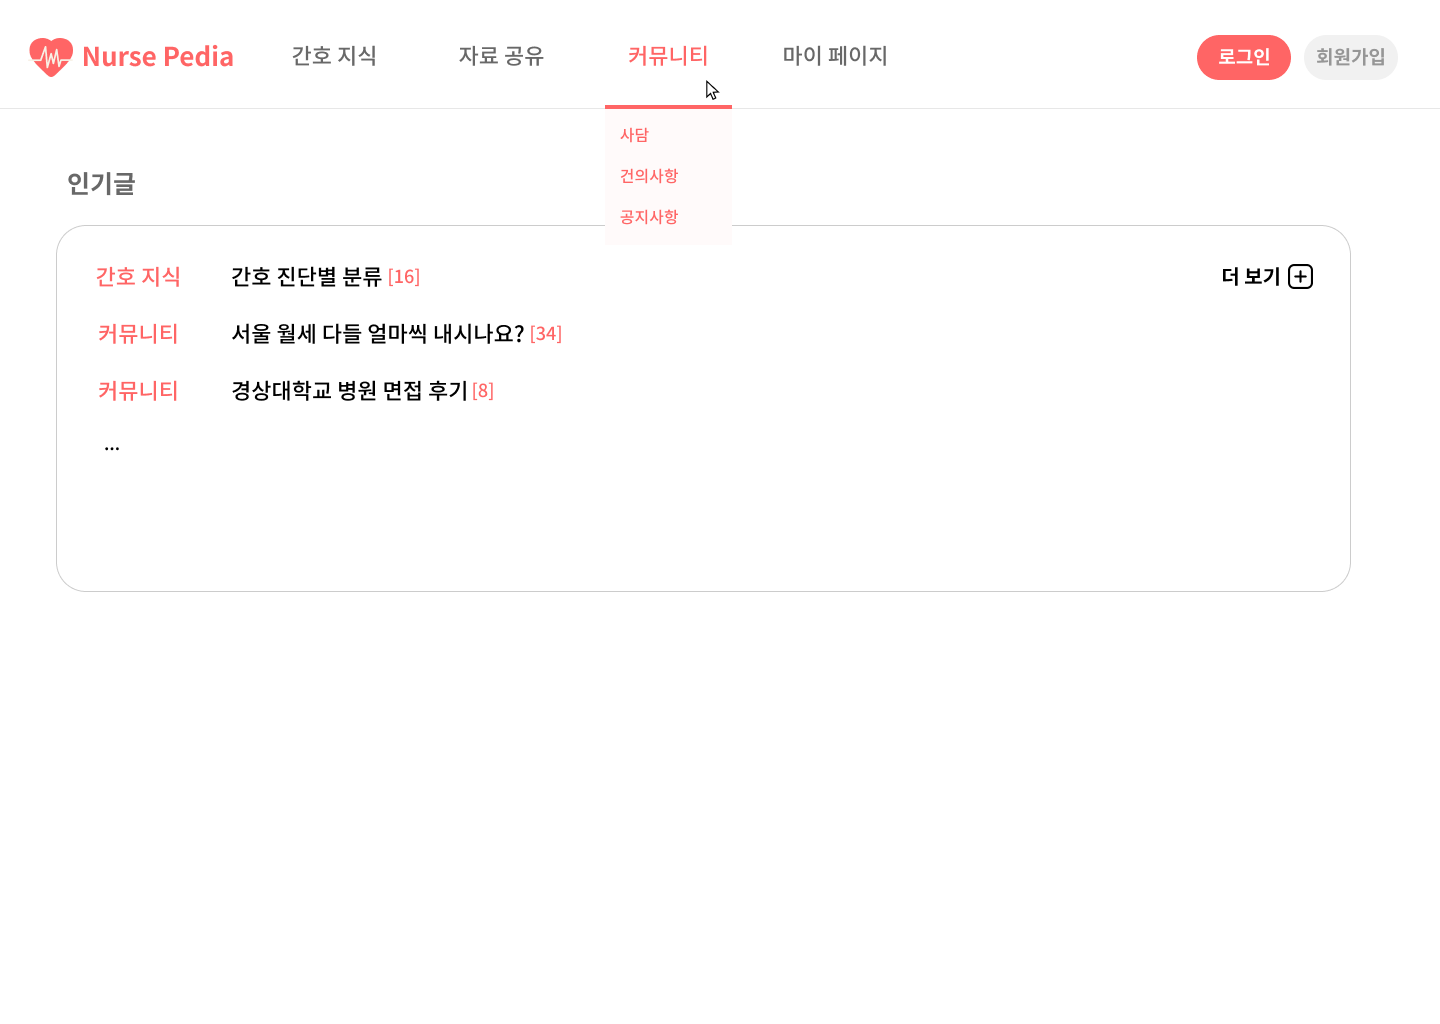 Nurse Pedia 간호 지식 자료 공유 커뮤니티 마이 페이지 로그인 회원가입
사담
건의사항
공지사항
인기글
간호 지식 간호 진단별 분류 [16] 더 보기
커뮤니티 서울 월세 다들 얼마씩 내시나요? [34]
커뮤니티 경상대학교 병원 면접 후기 [8]
...